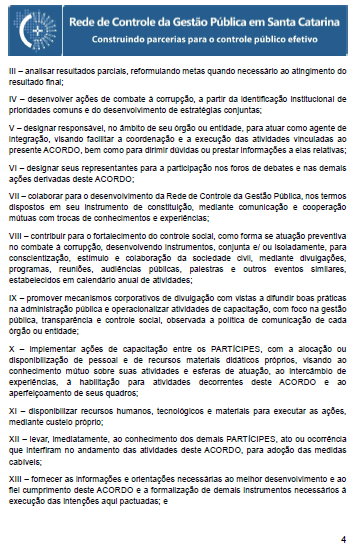 Rede de Controle da Gestão Pública em Santa Catarina
Construindo parcerias para o controle público efetivo
III – analisar resultados parciais, reformulando metas quando necessário ao atingimento do
resultado final;
IV – desenvolver ações de combate à corrupção, a partir da identificação institucional de
prioridades comuns e do desenvolvimento de estratégias conjuntas;
V – designar responsável, no âmbito de seu órgão ou entidade, para atuar como agente de
integração, visando facilitar a coordenação e a execução das atividades vinculadas ao
presente ACORDO, bem como para dirimir dúvidas ou prestar informações a elas relativas;
VI – designar seus representantes para a participação nos foros de debates e nas demais
ações derivadas deste ACORDO;
VII – colaborar para o desenvolvimento da Rede de Controle da Gestão Pública, nos termos
dispostos em seu instrumento de constituição, mediante comunicação e cooperação
mútuas com trocas de conhecimentos e experiências;
VIII – contribuir para o fortalecimento do controle social, como forma se atuação preventiva
no combate à corrupção, desenvolvendo instrumentos, conjunta e/ ou isoladamente, para
conscientização, estímulo e colaboração da sociedade civil, mediante divulgações,
programas, reuniões, audiências públicas, palestras e outros eventos similares,
estabelecidos em calendário anual de atividades;
IX – promover mecanismos corporativos de divulgação com vistas a difundir boas práticas
na administração pública e operacionalizar atividades de capacitação, com foco na gestão
pública, transparência e controle social, observada a política de comunicação de cada
órgão ou entidade;
X – implementar ações de capacitação entre os PARTÍCIPES, com a alocação ou
disponibilização de pessoal e de recursos materiais didáticos próprios, visando ao
conhecimento mútuo sobre suas atividades e esferas de atuação, ao intercâmbio de
experiências, à habilitação para atividades decorrentes deste ACORDO e ao
aperfeiçoamento de seus quadros;
XI – disponibilizar recursos humanos, tecnológicos e materiais para executar as ações,
mediante custeio próprio;
XII – levar, imediatamente, ao conhecimento dos demais PARTÍCIPES, ato ou ocorrência
que interfiram no andamento das atividades deste ACORDO, para adoção das medidas
cabíveis;
XIII – fornecer as informações e orientações necessárias ao melhor desenvolvimento e ao
fiel cumprimento deste ACORDO e a formalização de demais instrumentos necessários à
execução das intenções aqui pactuadas; e
4